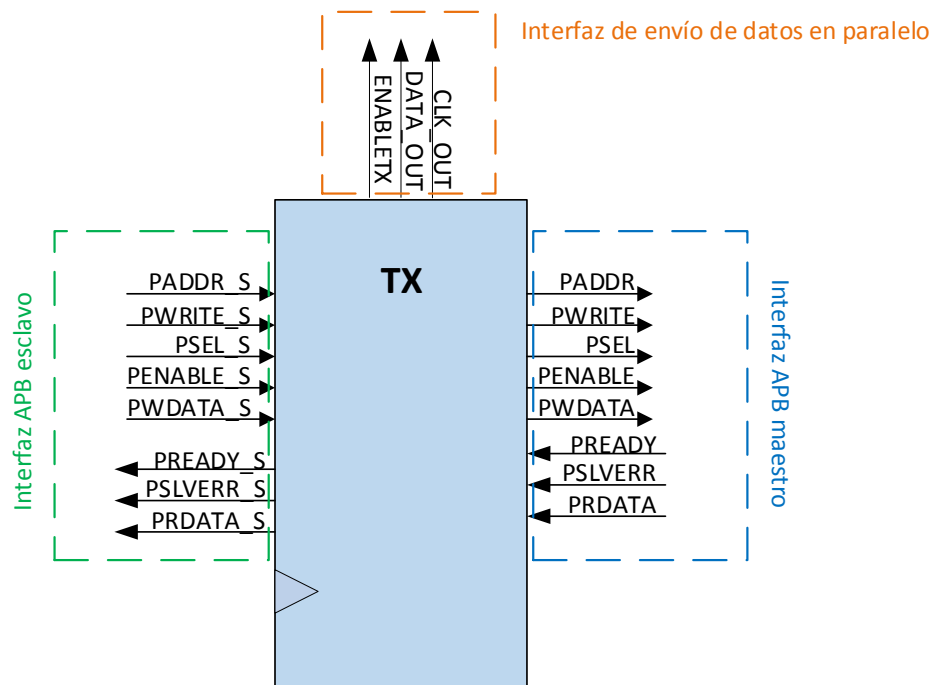 Interfaz de envío de datos en paralelo
ENABLETX
DATA_OUT
CLK_OUT
TX
Interfaz APB esclavo
PADDR_S
PWRITE_S
PSEL_S
PENABLE_S
PWDATA_S
PREADY_S
PSLVERR_S
PRDATA_S
PADDR
PWRITE
PSEL
PENABLE
PWDATA
PREADY
PSLVERR
PRDATA
Interfaz APB maestro